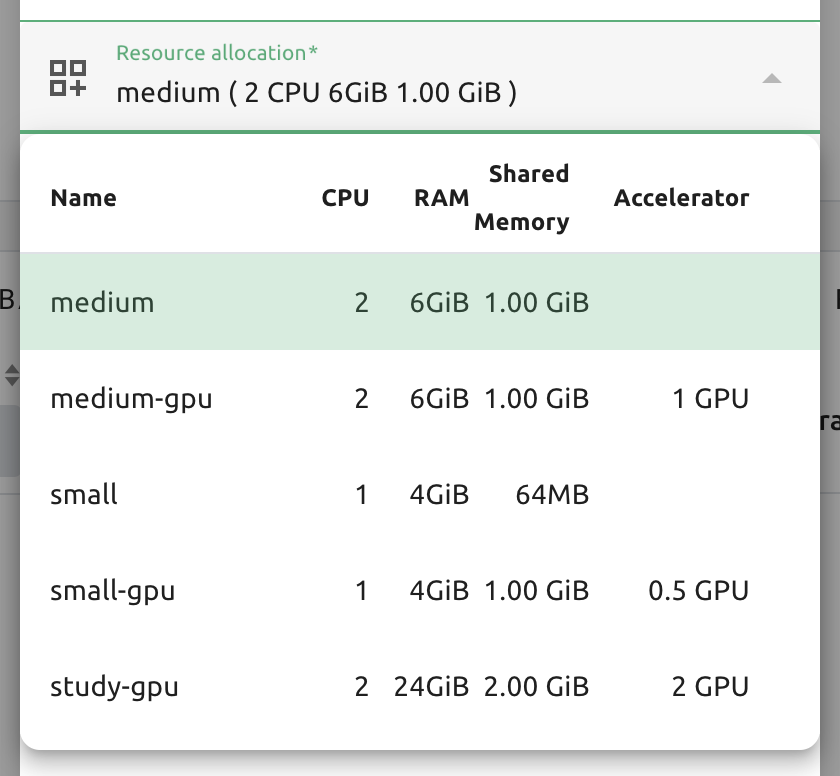 Resource allocation*
medium ( 2 CPU 6GiB 1.00 GiB )
Name CPU RAM Shared Memory Accelerator
medium 2 6GiB 1.00 GiB
medium-gpu 2 6GiB 1.00 GiB 1 GPU
small 1 4GiB 64MB
small-gpu 1 4GiB 1.00 GiB 0.5 GPU
study-gpu 2 24GiB 2.00 GiB 2 GPU